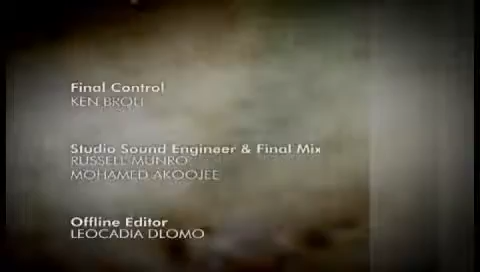 Final Control
KEN BROLL
Studio Sound Engineer & Final Mix
RUSSELL MUNRO
MOHAMED AKOOJEE
Offline Editor
LEOCADIA DLOMO